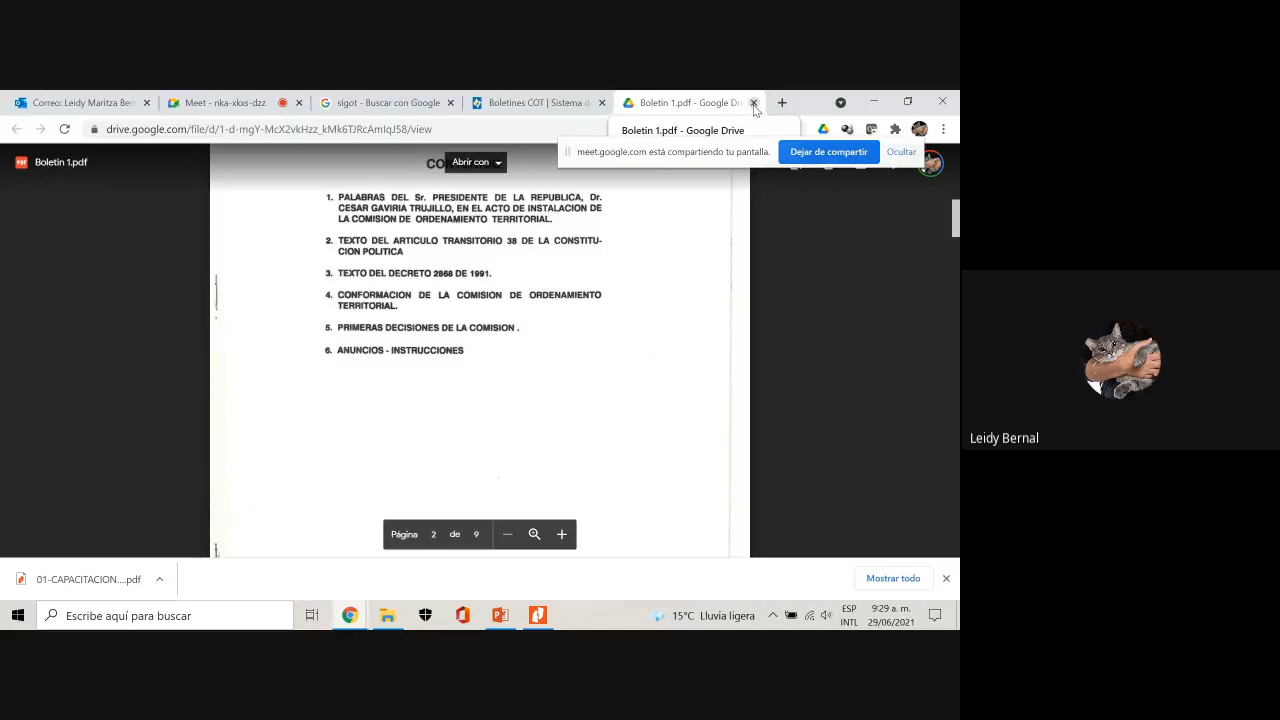 Correo: Leidy Maritza Ber
Meet - nka-xkxs-dzz
sigot - Buscar con Google
Boletines COT | Sistema d
Boletin 1.pdf - Google Dr
drive.google.com/file/d/1-d-mgY-McX2vkHzz_kMk6TJRcAmIqJ58/view
Boletin 1.pdf - Google Drive
meet.google.com está compartiendo tu pantalla.
Dejar de compartir
Ocultar
PDF
Boletin 1.pdf
CO
Abrir con
1. PALABRAS DEL Sr. PRESIDENTE DE LA REPUBLICA, Dr.
CESAR GAVIRIA TRUJILLO, EN EL ACTO DE INSTALACION DE
LA COMISION DE ORDENAMIENTO TERRITORIAL.
2. TEXTO DEL ARTICULO TRANSITORIO 38 DE LA CONSTITU-
CION POLITICA
3. TEXTO DEL DECRETO 2868 DE 1991.
4. CONFORMACION DE LA COMISION DE ORDENAMIENTO
TERRITORIAL.
5. PRIMERAS DECISIONES DE LA COMISION .
6. ANUNCIOS - INSTRUCCIONES
Leidy Bernal
Página 2 de 9
01-CAPACITACION....pdf
Mostrar todo
Escribe aquí para buscar
15°C Lluvia ligera
ESP
INTL
9:29 a. m.
29/06/2021